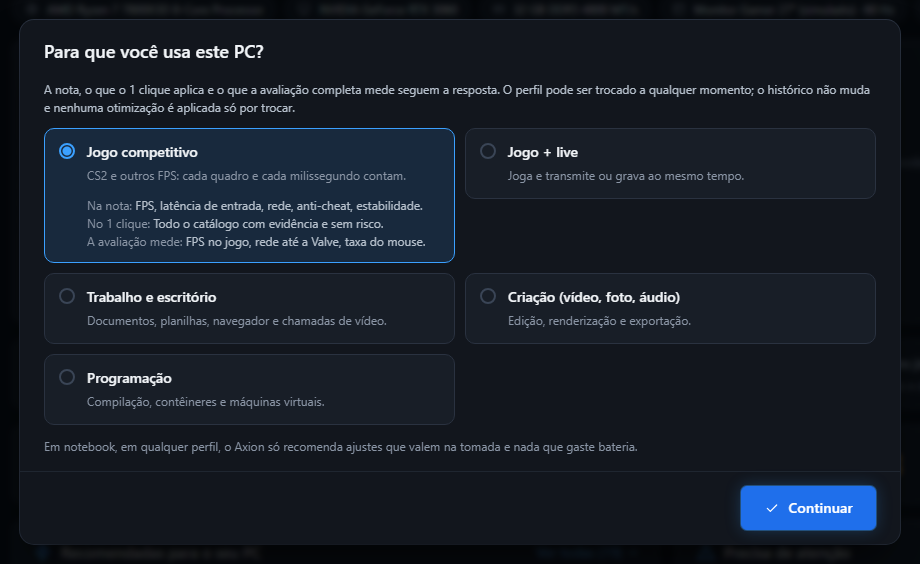 Para que você usa este PC?
A nota, o que o 1 clique aplica e o que a avaliação completa mede seguem a resposta. O perfil pode ser trocado a qualquer momento; o histórico não muda
e nenhuma otimização é aplicada só por trocar.
Jogo competitivo
CS2 e outros FPS: cada quadro e cada milissegundo contam.
Na nota: FPS, latência de entrada, rede, anti-cheat, estabilidade.
No 1 clique: Todo o catálogo com evidência e sem risco.
A avaliação mede: FPS no jogo, rede até a Valve, taxa do mouse.
Jogo + live
Joga e transmite ou grava ao mesmo tempo.
Trabalho e escritório
Documentos, planilhas, navegador e chamadas de vídeo.
Criação (vídeo, foto, áudio)
Edição, renderização e exportação.
Programação
Compilação, contêineres e máquinas virtuais.
Em notebook, em qualquer perfil, o Axion só recomenda ajustes que valem na tomada e nada que gaste bateria.
Continuar